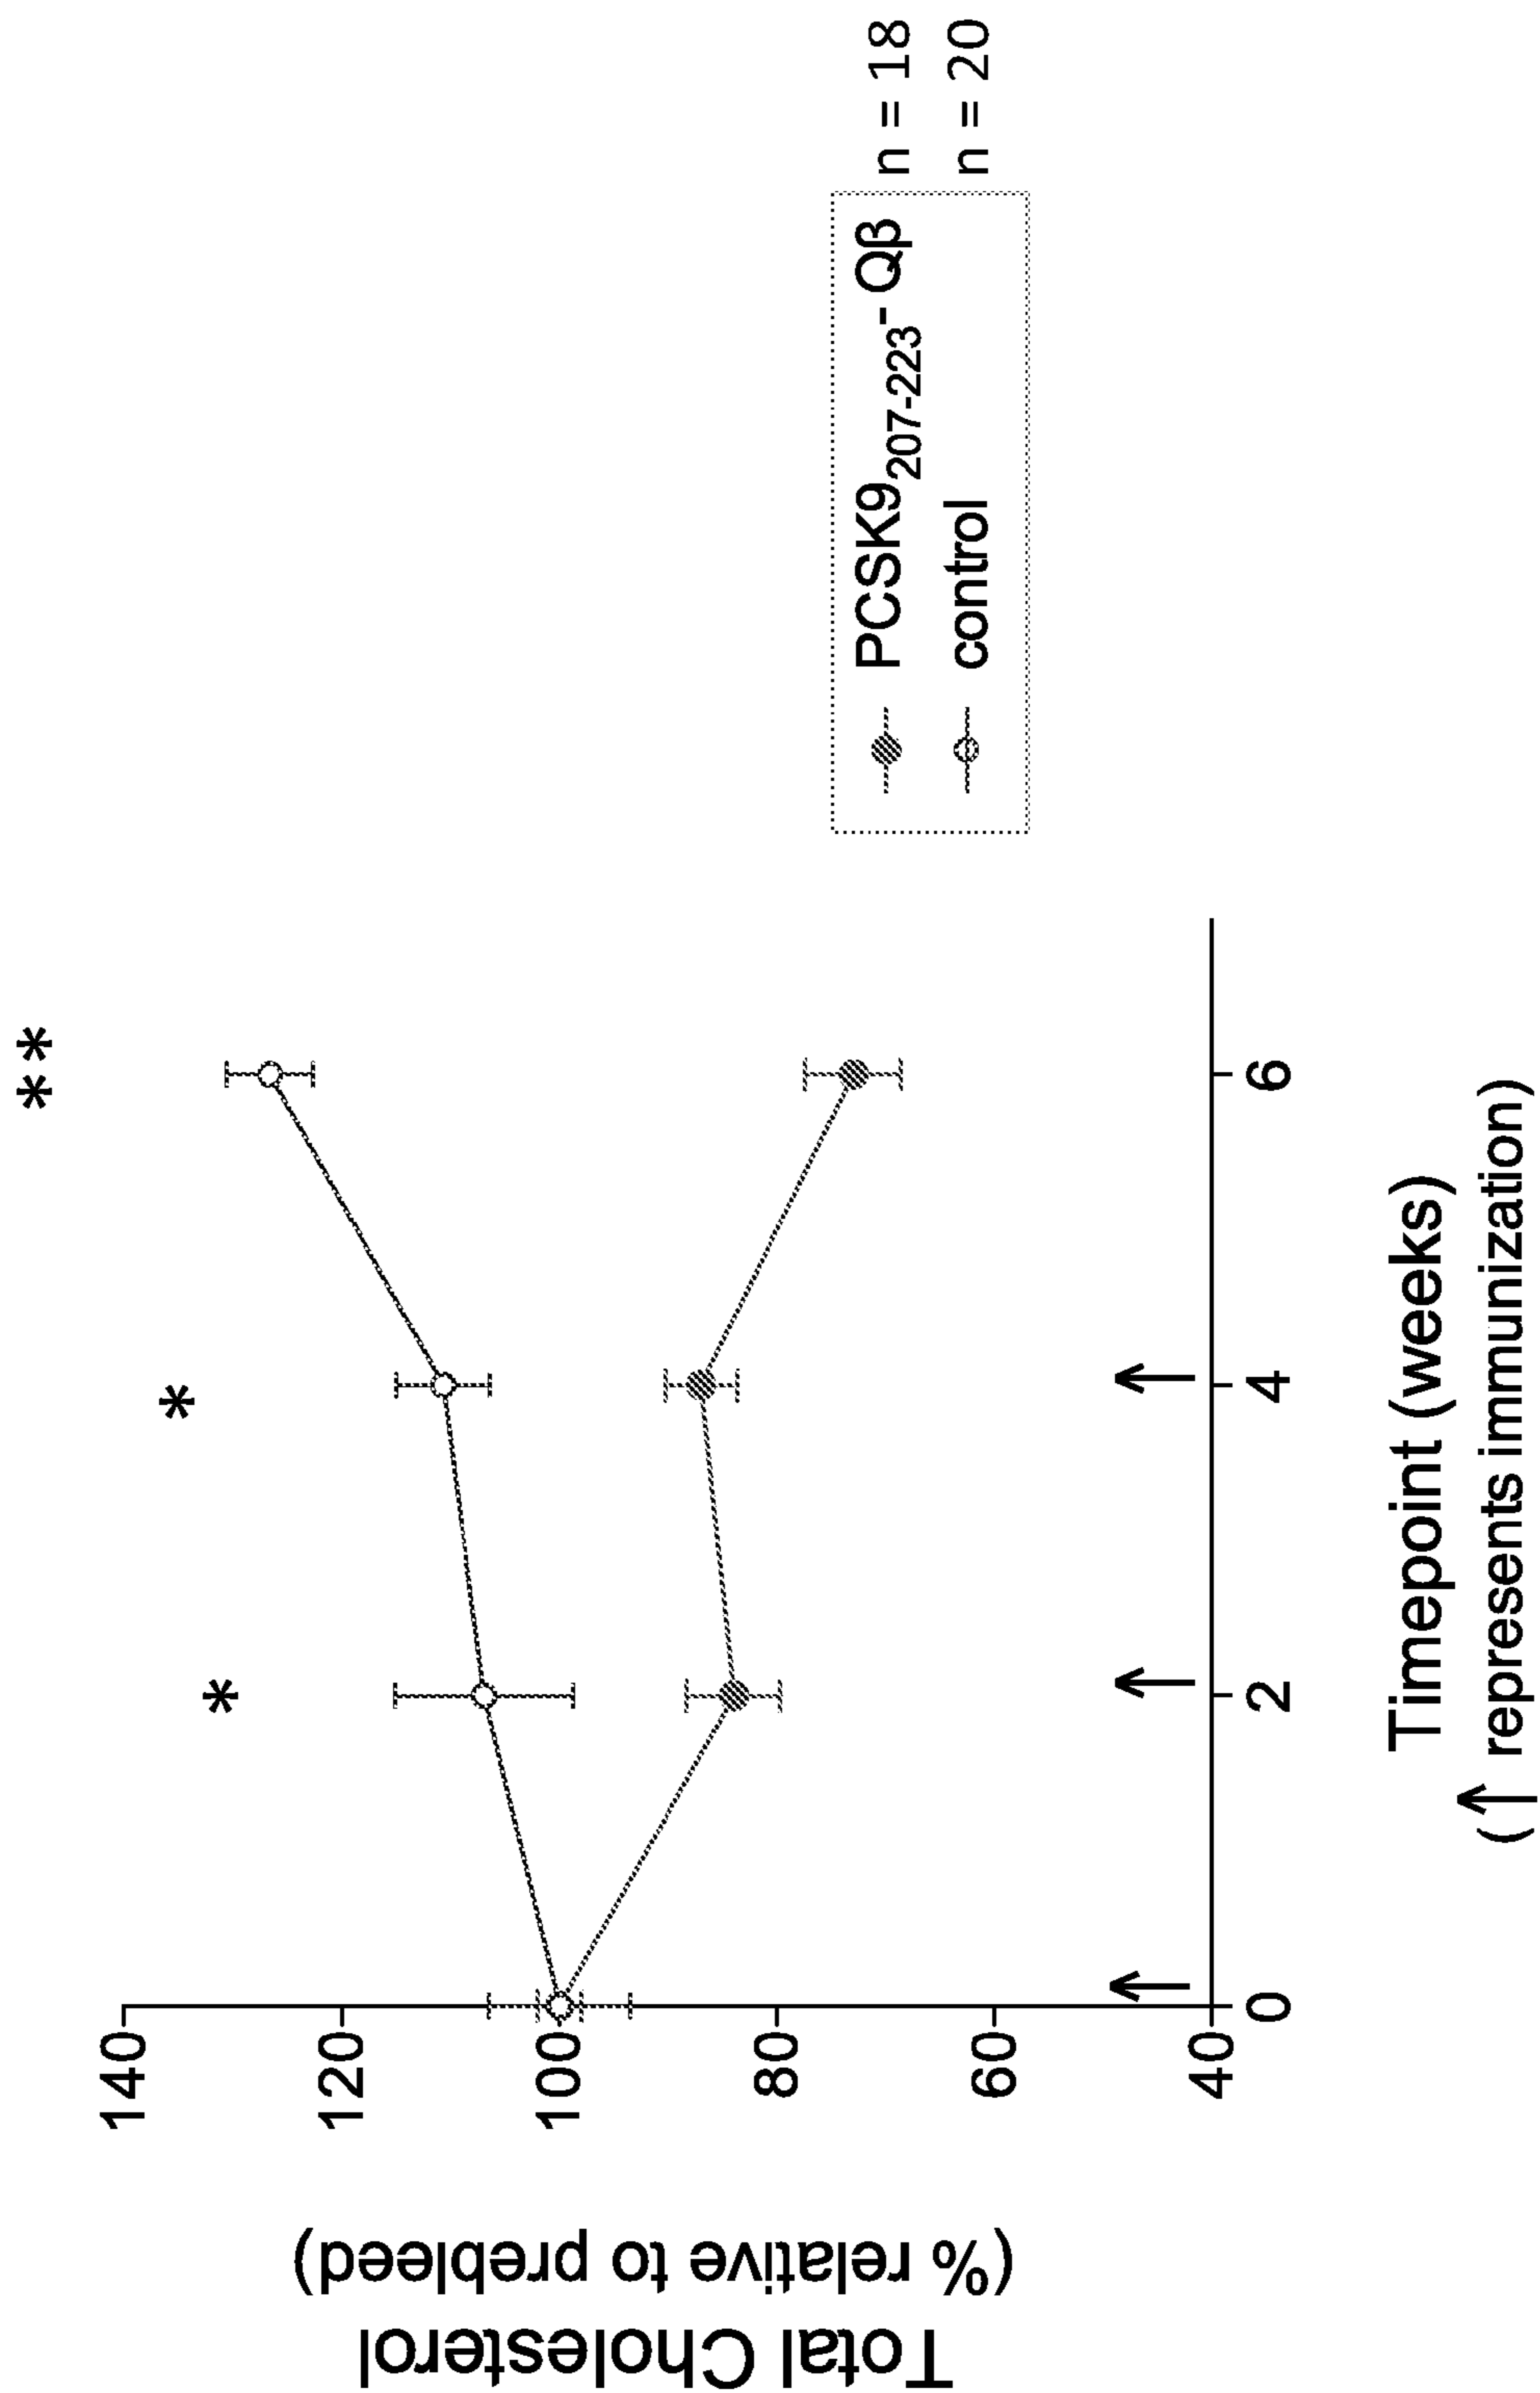 Total Cholesterol
(% relative to prebleed)
140
120
100
80
60
40
0
2
4
6
*
*
**
Timepoint (weeks)
(↑ represents immunization)
PCSK9207-223- Qβ n = 18
control n = 20